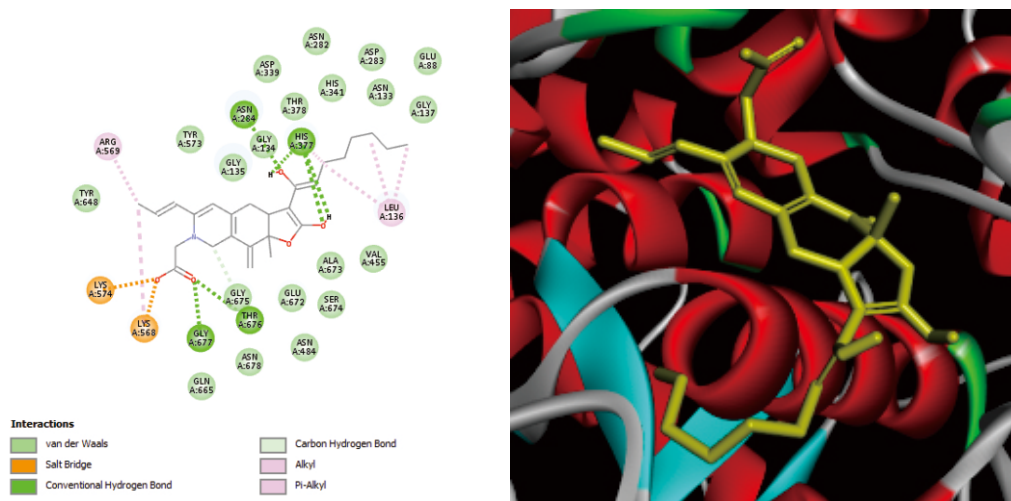 ASN
A:282
ASP
A:339
ASP
A:283
GLU
A:88
HIS
A:341
ASN
A:133
THR
A:378
GLY
A:137
ASN
A:284
TYR
A:573
GLY
A:134
HIS
A:377
ARG
A:569
GLY
A:135
H
TYR
A:648
LEU
A:136
H
O
O
O
N
O
O
ALA
A:673
VAL
A:455
LYS
A:574
GLY
A:675
GLU
A:672
SER
A:674
LYS
A:568
THR
A:676
GLY
A:677
ASN
A:484
ASN
A:678
GLN
A:665
Interactions
van der Waals
Salt Bridge
Conventional Hydrogen Bond
Carbon Hydrogen Bond
Alkyl
Pi-Alkyl